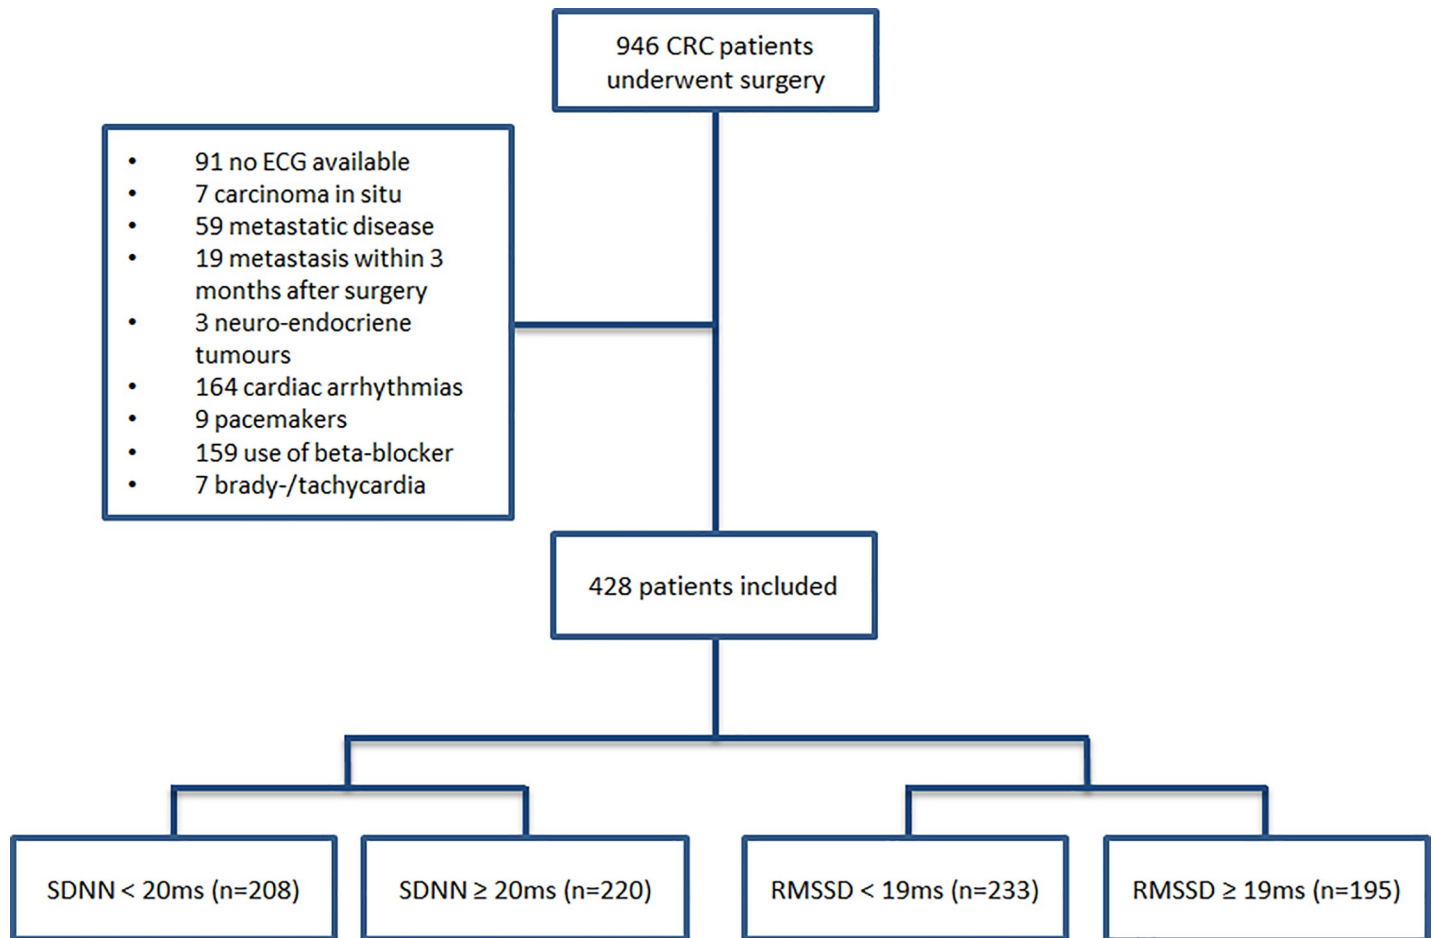 946 CRC patients
underwent surgery
• 91 no ECG available
• 7 carcinoma in situ
• 59 metastatic disease
• 19 metastasis within 3
months after surgery
• 3 neuro-endocriene
tumours
• 164 cardiac arrhythmias
• 9 pacemakers
• 159 use of beta-blocker
• 7 brady-/tachycardia
428 patients included
SDNN < 20ms (n=208)
SDNN ≥ 20ms (n=220)
RMSSD < 19ms (n=233)
RMSSD ≥ 19ms (n=195)